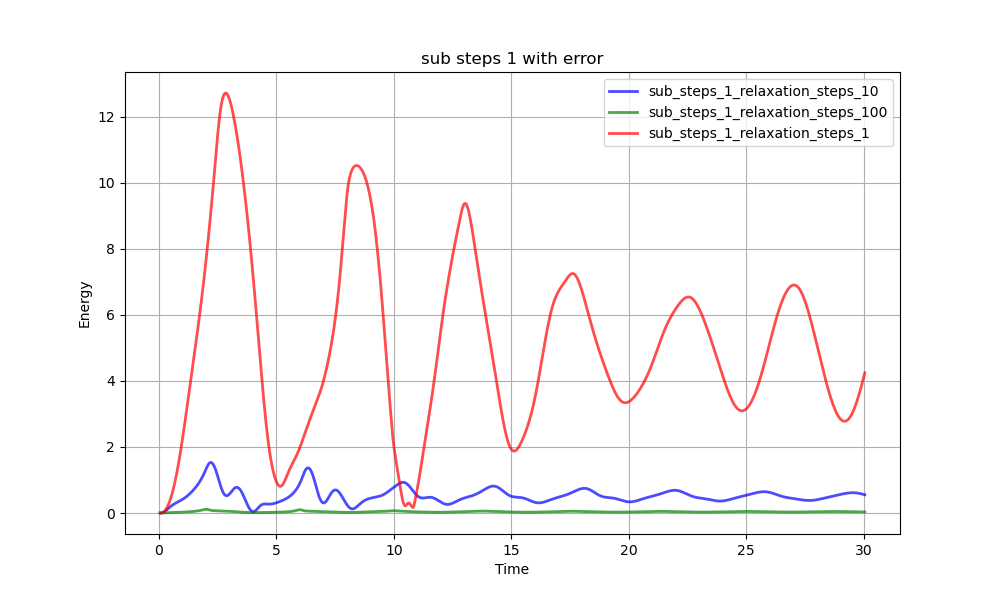 sub steps 1 with error
sub_steps_1_relaxation_steps_10
sub_steps_1_relaxation_steps_100
sub_steps_1_relaxation_steps_1
12
10
8
6
4
2
0
Energy
0 5 10 15 20 25 30
Time